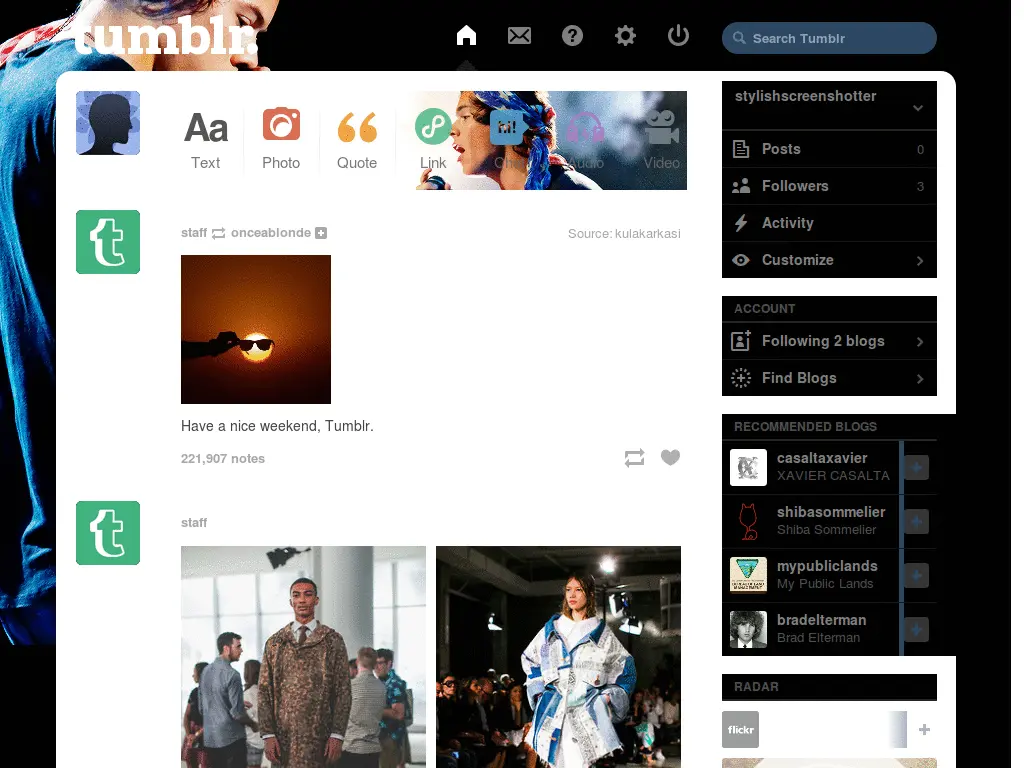 tumblr.
Search Tumblr
Aa
Text
Photo
Quote
Link
hi!
Chat
Audio
Video
staff onceablonde
Source: kulakarkasi
Have a nice weekend, Tumblr.
221,907 notes
staff
stylishscreenshotter
Posts 0
Followers 3
Activity
Customize
ACCOUNT
Following 2 blogs
Find Blogs
RECOMMENDED BLOGS
casaltaxavier
XAVIER CASALTA
shibasommelier
Shiba Sommelier
mypubliclands
My Public Lands
bradelterman
Brad Elterman
RADAR
flickr